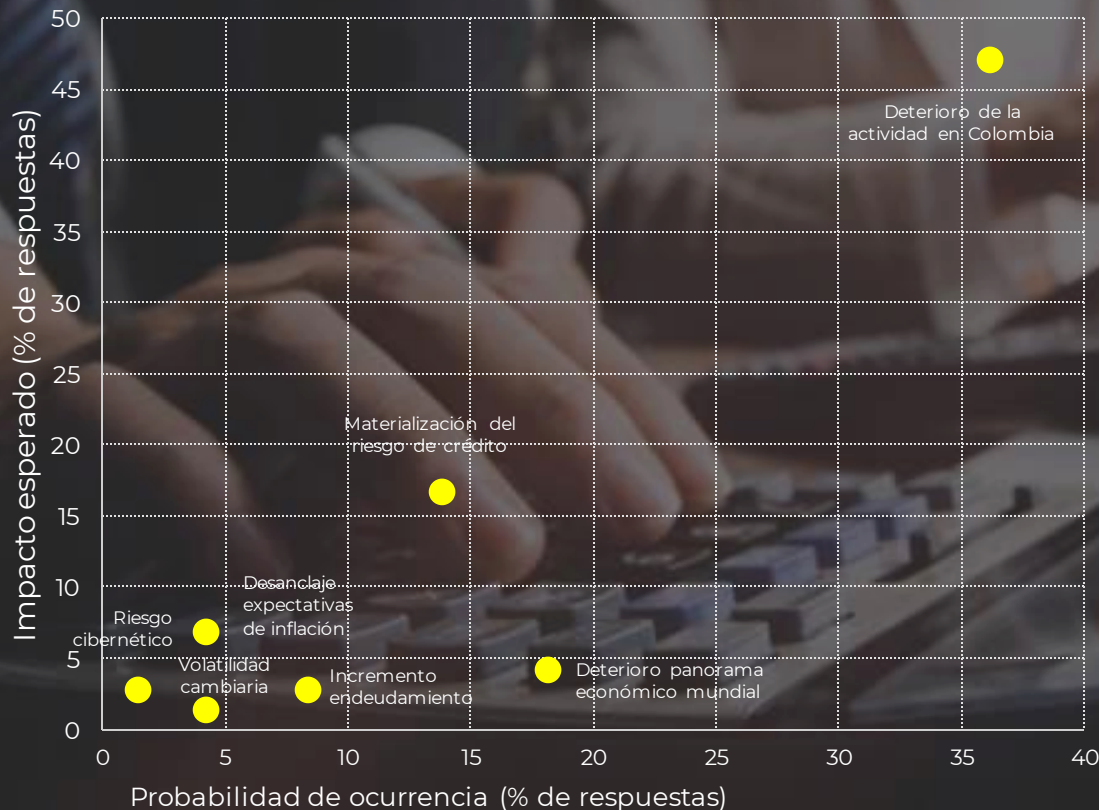 50
45
40
35
30
25
20
15
10
5
0
Impacto esperado (% de respuestas)
Deterioro de la
actividad en Colombia
Materialización del
riesgo de crédito
Desanclaje
expectativas
de inflación
Riesgo
cibernético
Volatilidad
cambiaria
Incremento
endeudamiento
Deterioro panorama
económico mundial
0 5 10 15 20 25 30 35 40
Probabilidad de ocurrencia (% de respuestas)